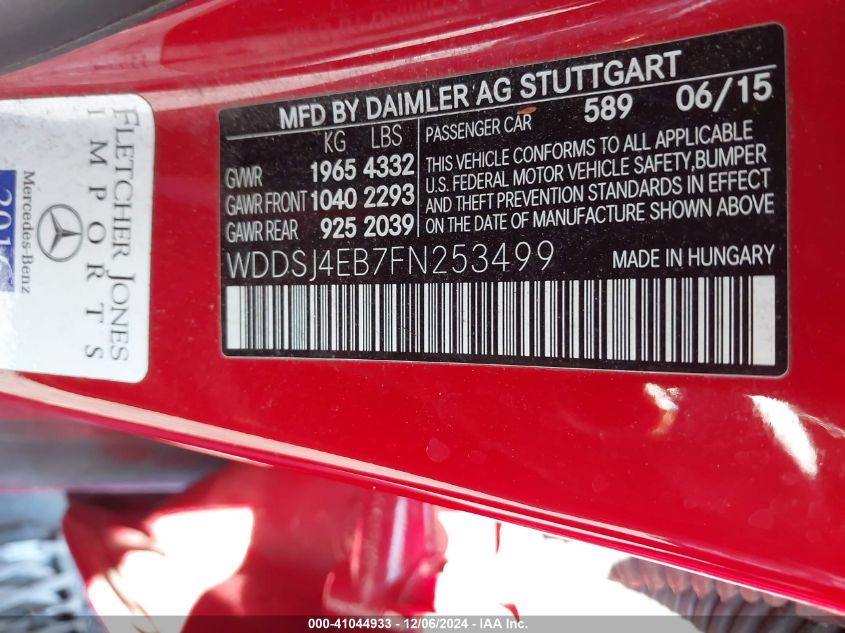 MFD BY DAIMLER AG STUTTGART
KG LBS
GVWR 1965 4332
GAWR FRONT 1040 2293
GAWR REAR 925 2039
PASSENGER CAR 589 06/15
THIS VEHICLE CONFORMS TO ALL APPLICABLE
U.S. FEDERAL MOTOR VEHICLE SAFETY, BUMPER
AND THEFT PREVENTION STANDARDS IN EFFECT
ON THE DATE OF MANUFACTURE SHOWN ABOVE
WDDSJ4EB7FN253499
MADE IN HUNGARY
FLETCHER JONES
IMPORTS
Mercedes-Benz
000-41044933 - 12/06/2024 - IAA Inc.